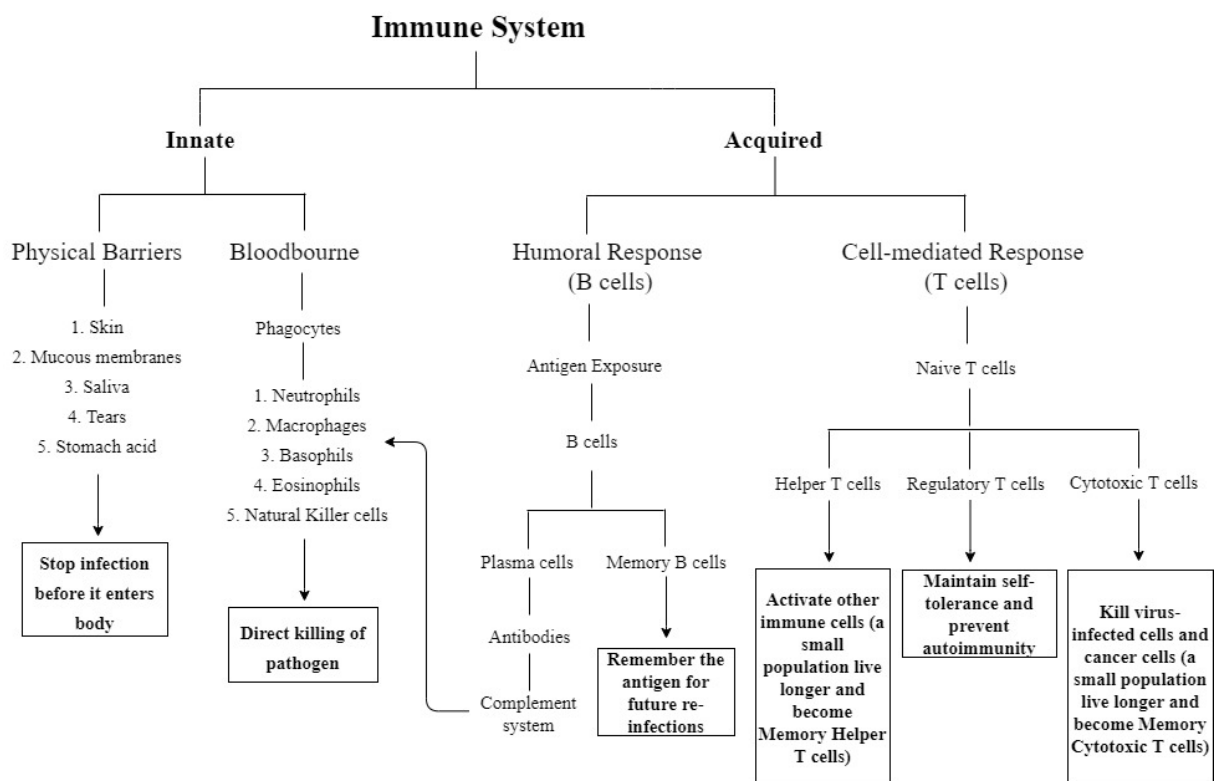 Immune System
Innate
Acquired
Physical Barriers
Bloodbourne
Humoral Response
(B cells)
Cell-mediated Response
(T cells)
1. Skin
2. Mucous membranes
3. Saliva
4. Tears
5. Stomach acid
Stop infection
before it enters
body
Phagocytes
1. Neutrophils
2. Macrophages
3. Basophils
4. Eosinophils
5. Natural Killer cells
Direct killing of
pathogen
Antigen Exposure
B cells
Plasma cells
Antibodies
Complement
system
Memory B cells
Remember the
antigen for
future re-
infections
Naive T cells
Helper T cells
Activate other
immune cells (a
small
population live
longer and
become
Memory Helper
T cells)
Regulatory T cells
Maintain self-
tolerance and
prevent
autoimmunity
Cytotoxic T cells
Kill virus-
infected cells and
cancer cells (a
small population
live longer and
become Memory
Cytotoxic T cells)